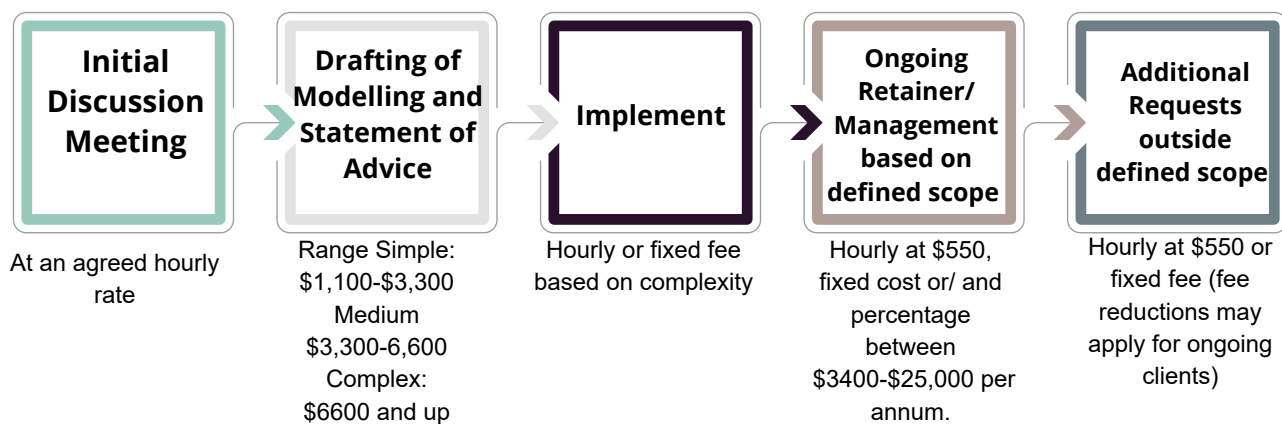 Initial
Discussion
Meeting
At an agreed hourly
rate
Drafting of
Modelling and
Statement of
Advice
Range Simple:
$1,100-$3,300
Medium
$3,300-6,600
Complex:
$6600 and up
Implement
Hourly or fixed fee
based on complexity
Ongoing
Retainer/
Management
based on
defined scope
Hourly at $550,
fixed cost or/ and
percentage
between
$3400-$25,000 per
annum.
Additional
Requests
outside
defined scope
Hourly at $550 or
fixed fee (fee
reductions may
apply for ongoing
clients)